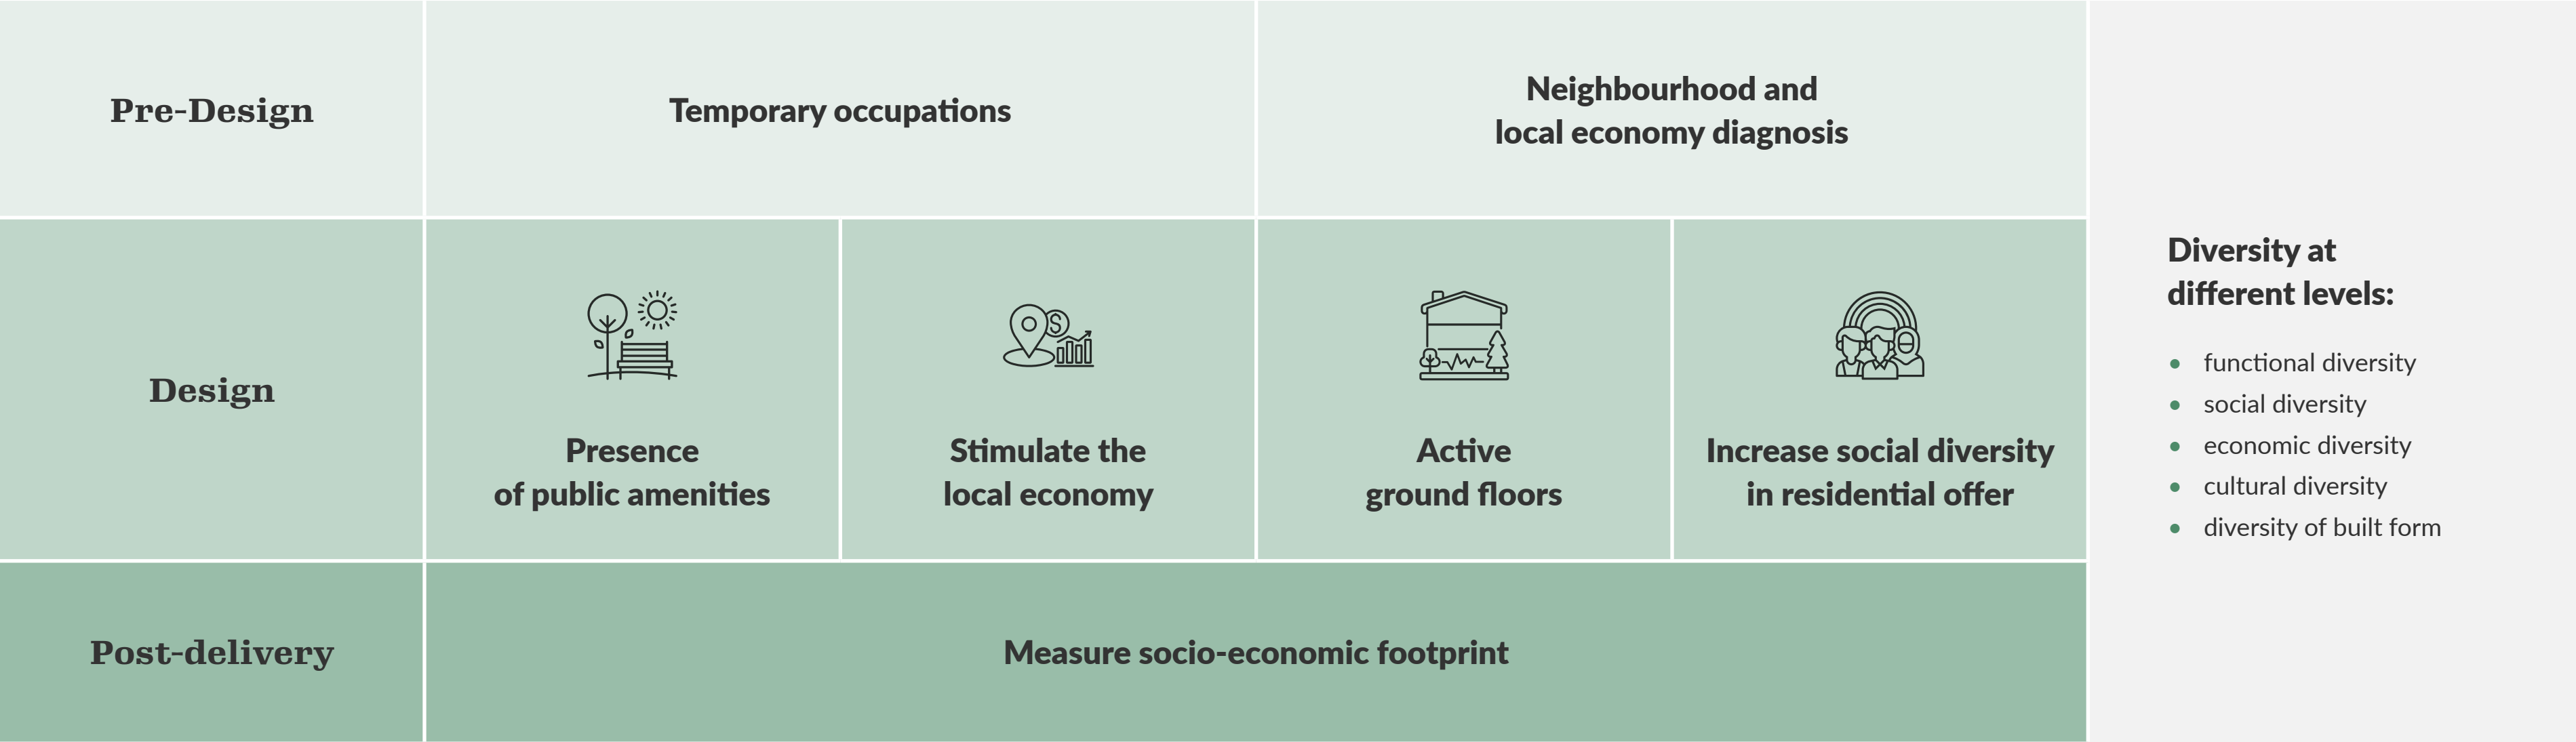 Pre-Design
Temporary occupations
Neighbourhood and
local economy diagnosis
Design
Presence
of public amenities
$
Stimulate the
local economy
Active
ground floors
Increase social diversity
in residential offer
Post-delivery
Measure socio-economic footprint
Diversity at
different levels:
• functional diversity
• social diversity
• economic diversity
• cultural diversity
• diversity of built form